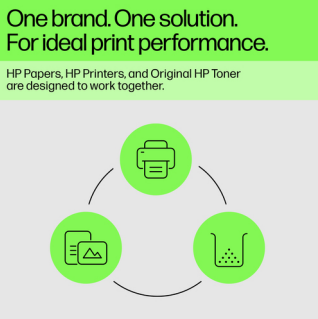 One brand. One solution.
For ideal print performance.
HP Papers, HP Printers, and Original HP Toner
are designed to work together.